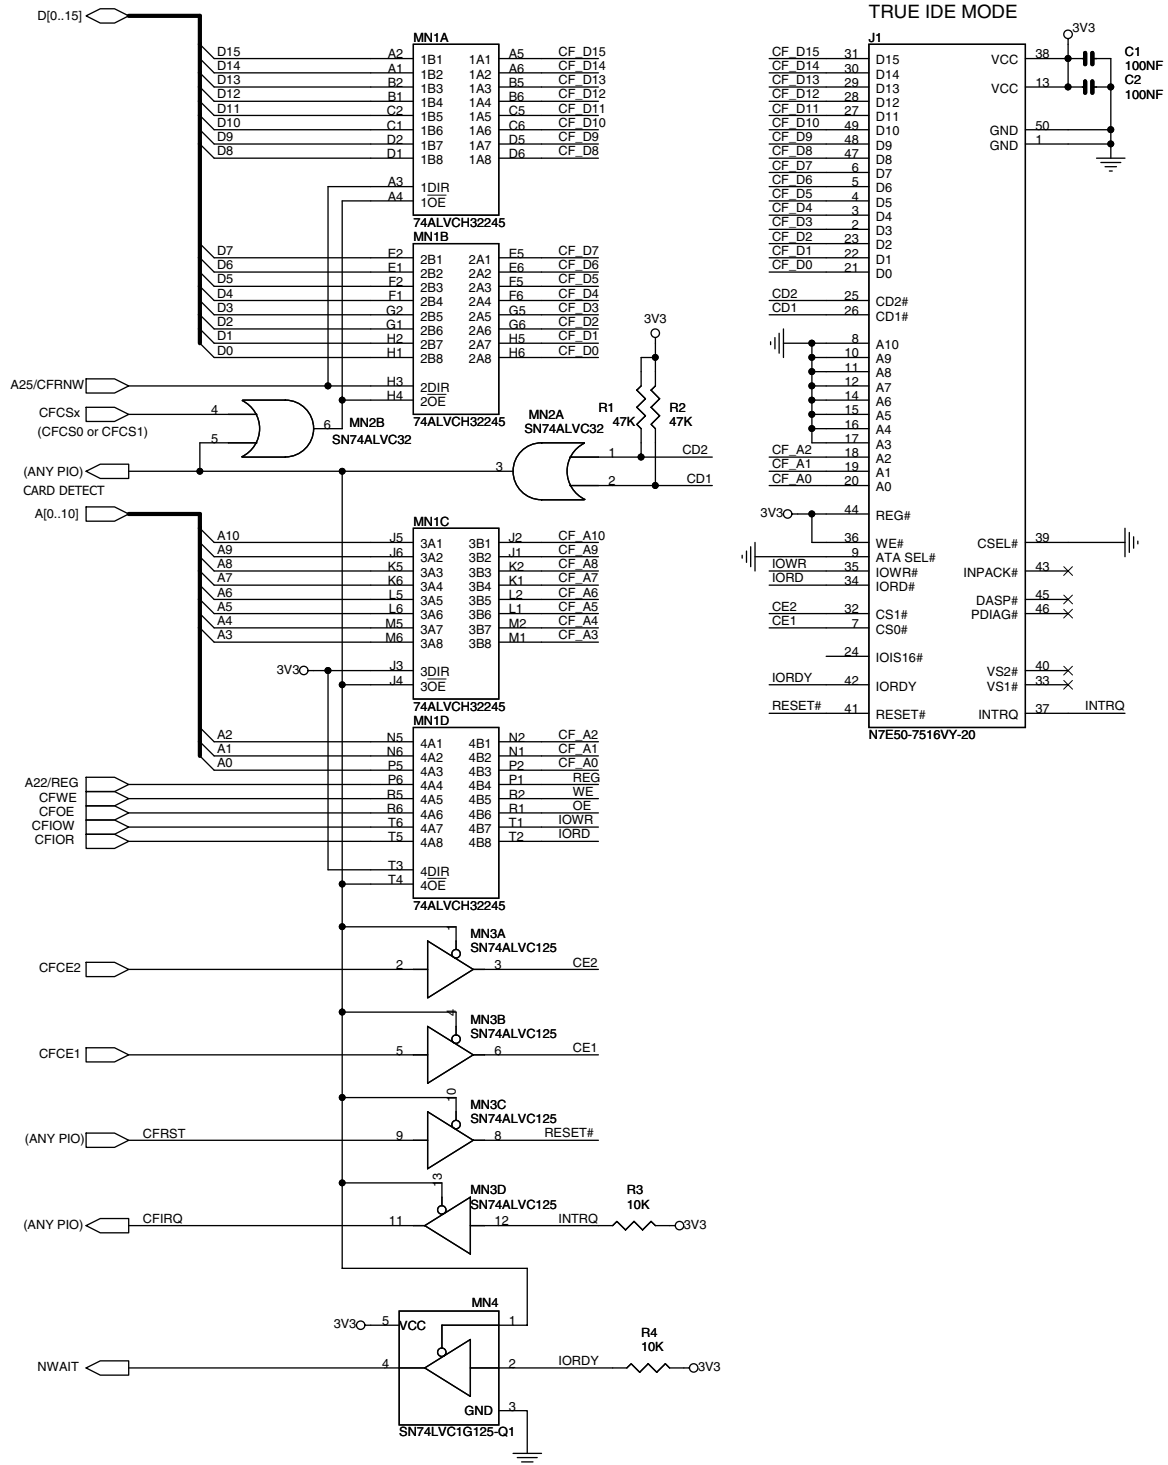 D[0..15]
MN1A
D15 A2 1B1 1A1 A5 CF_D15
D14 A1 1B2 1A2 A6 CF_D14
D13 B2 1B3 1A3 B5 CF_D13
D12 B1 1B4 1A4 B6 CF_D12
D11 C2 1B5 1A5 C5 CF_D11
D10 C1 1B6 1A6 C6 CF_D10
D9 D2 1B7 1A7 D5 CF_D9
D8 D1 1B8 1A8 D6 CF_D8
A3 1DIR
A4 1OE
74ALVCH32245
MN1B
D7 E2 2B1 2A1 E5 CF_D7
D6 E1 2B2 2A2 E6 CF_D6
D5 F2 2B3 2A3 F5 CF_D5
D4 F1 2B4 2A4 F6 CF_D4
D3 G2 2B5 2A5 G5 CF_D3
D2 G1 2B6 2A6 G6 CF_D2
D1 H2 2B7 2A7 H5 CF_D1
D0 H1 2B8 2A8 H6 CF_D0
A25/CFRNW H3 2DIR
H4 2OE
74ALVCH32245
CFCSx 4
(CFCS0 or CFCS1) 5 6
MN2B
SN74ALVC32
3V3
R1
47K
R2
47K
MN2A
SN74ALVC32
(ANY PIO) 3 1 CD2
2 CD1
CARD DETECT
A[0..10]
MN1C
A10 J5 3A1 3B1 J2 CF_A10
A9 J6 3A2 3B2 J1 CF_A9
A8 K5 3A3 3B3 K2 CF_A8
A7 K6 3A4 3B4 K1 CF_A7
A6 L5 3A5 3B5 L2 CF_A6
A5 L6 3A6 3B6 L1 CF_A5
A4 M5 3A7 3B7 M2 CF_A4
A3 M6 3A8 3B8 M1 CF_A3
3V3 J3 3DIR
J4 3OE
74ALVCH32245
MN1D
A2 N5 4A1 4B1 N2 CF_A2
A1 N6 4A2 4B2 N1 CF_A1
A0 P5 4A3 4B3 P2 CF_A0
A22/REG P6 4A4 4B4 P1 REG
CFWE R5 4A5 4B5 R2 WE
CFOE R6 4A6 4B6 R1 OE
CFIOW T6 4A7 4B7 T1 IOWR
CFIOR T5 4A8 4B8 T2 IORD
T3 4DIR
T4 4OE
74ALVCH32245
1 MN3A
SN74ALVC125
CFCE2 2 3 CE2
4 MN3B
SN74ALVC125
CFCE1 5 6 CE1
10 MN3C
SN74ALVC125
(ANY PIO) CFRST 9 8 RESET#
13 MN3D
SN74ALVC125
R3
10K
(ANY PIO) CFIRQ 11 12 INTRQ 3V3
MN4
3V3 5 VCC 1
R4
10K
NWAIT 4 2 IORDY 3V3
GND 3
SN74LVC1G125-Q1
TRUE IDE MODE
J1
3V3
CF_D15 31 D15 VCC 38
CF_D14 30 D14
CF_D13 29 D13 VCC 13
CF_D12 28 D12
CF_D11 27 D11
CF_D10 49 D10 GND 50
CF_D9 48 D9 GND 1
CF_D8 47 D8
CF_D7 6 D7
CF_D6 5 D6
CF_D5 4 D5
CF_D4 3 D4
CF_D3 2 D3
CF_D2 23 D2
CF_D1 22 D1
CF_D0 21 D0
C1
100NF
C2
100NF
CD2 25 CD2#
CD1 26 CD1#
8 A10
10 A9
11 A8
12 A7
14 A6
15 A5
16 A4
17 A3
CF_A2 18 A2
CF_A1 19 A1
CF_A0 20 A0
3V3 44 REG#
36 WE# CSEL# 39
9 ATA SEL#
IOWR 35 IOWR# INPACK# 43
IORD 34 IORD#
DASP# 45
CE2 32 CS1# PDIAG# 46
CE1 7 CS0#
24 IOIS16#
VS2# 40
IORDY 42 IORDY VS1# 33
RESET# 41 RESET# INTRQ 37 INTRQ
N7E50-7516VY-20